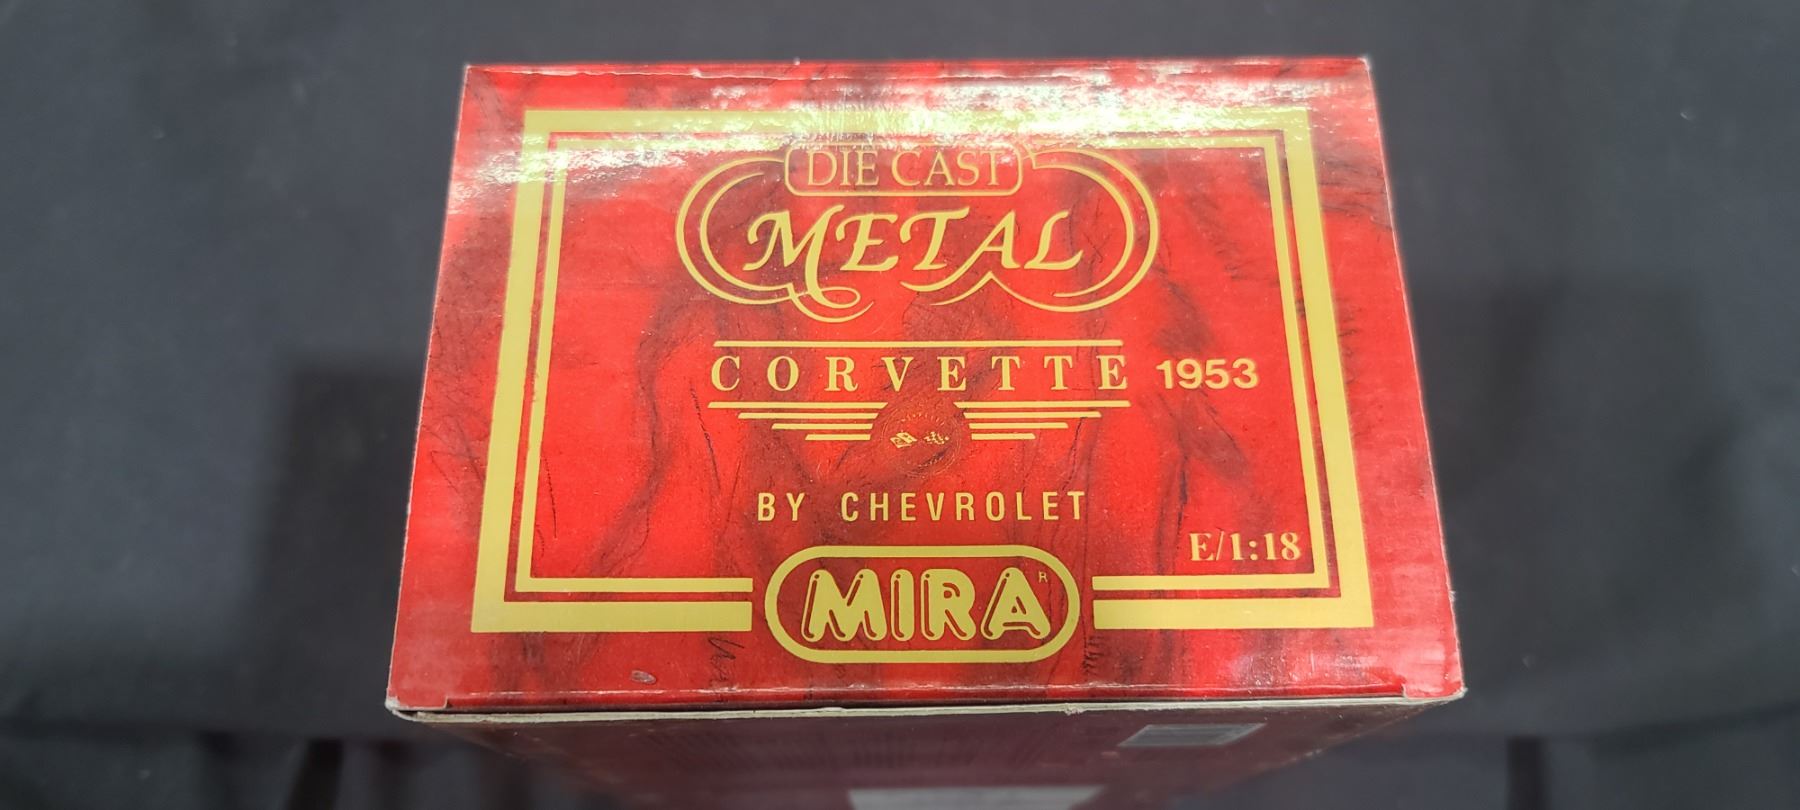 DIE CAST
METAL
CORVETTE 1953
BY CHEVROLET
E/1:18
MIRA R